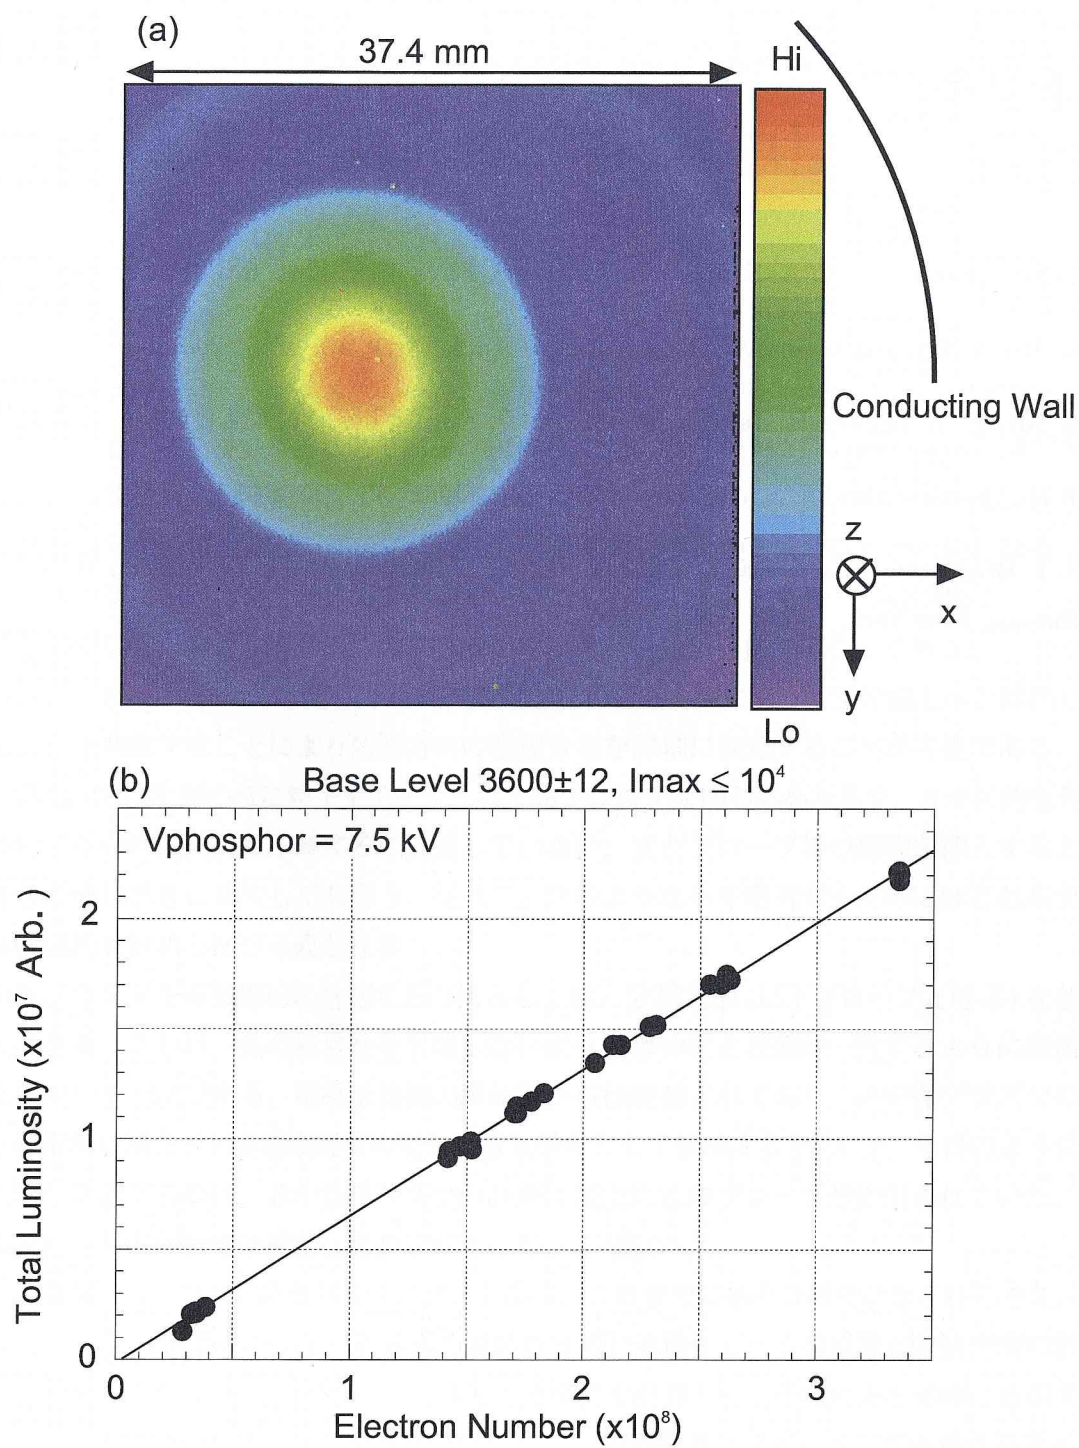 (a)
37.4 mm
Hi
Conducting Wall
z
x
y
Lo
(b)
Base Level 3600±12, Imax ≤ 10⁴
Vphosphor = 7.5 kV
Total Luminosity (x10⁷ Arb. )
2
1
0
0 1 2 3
Electron Number (x10⁸)